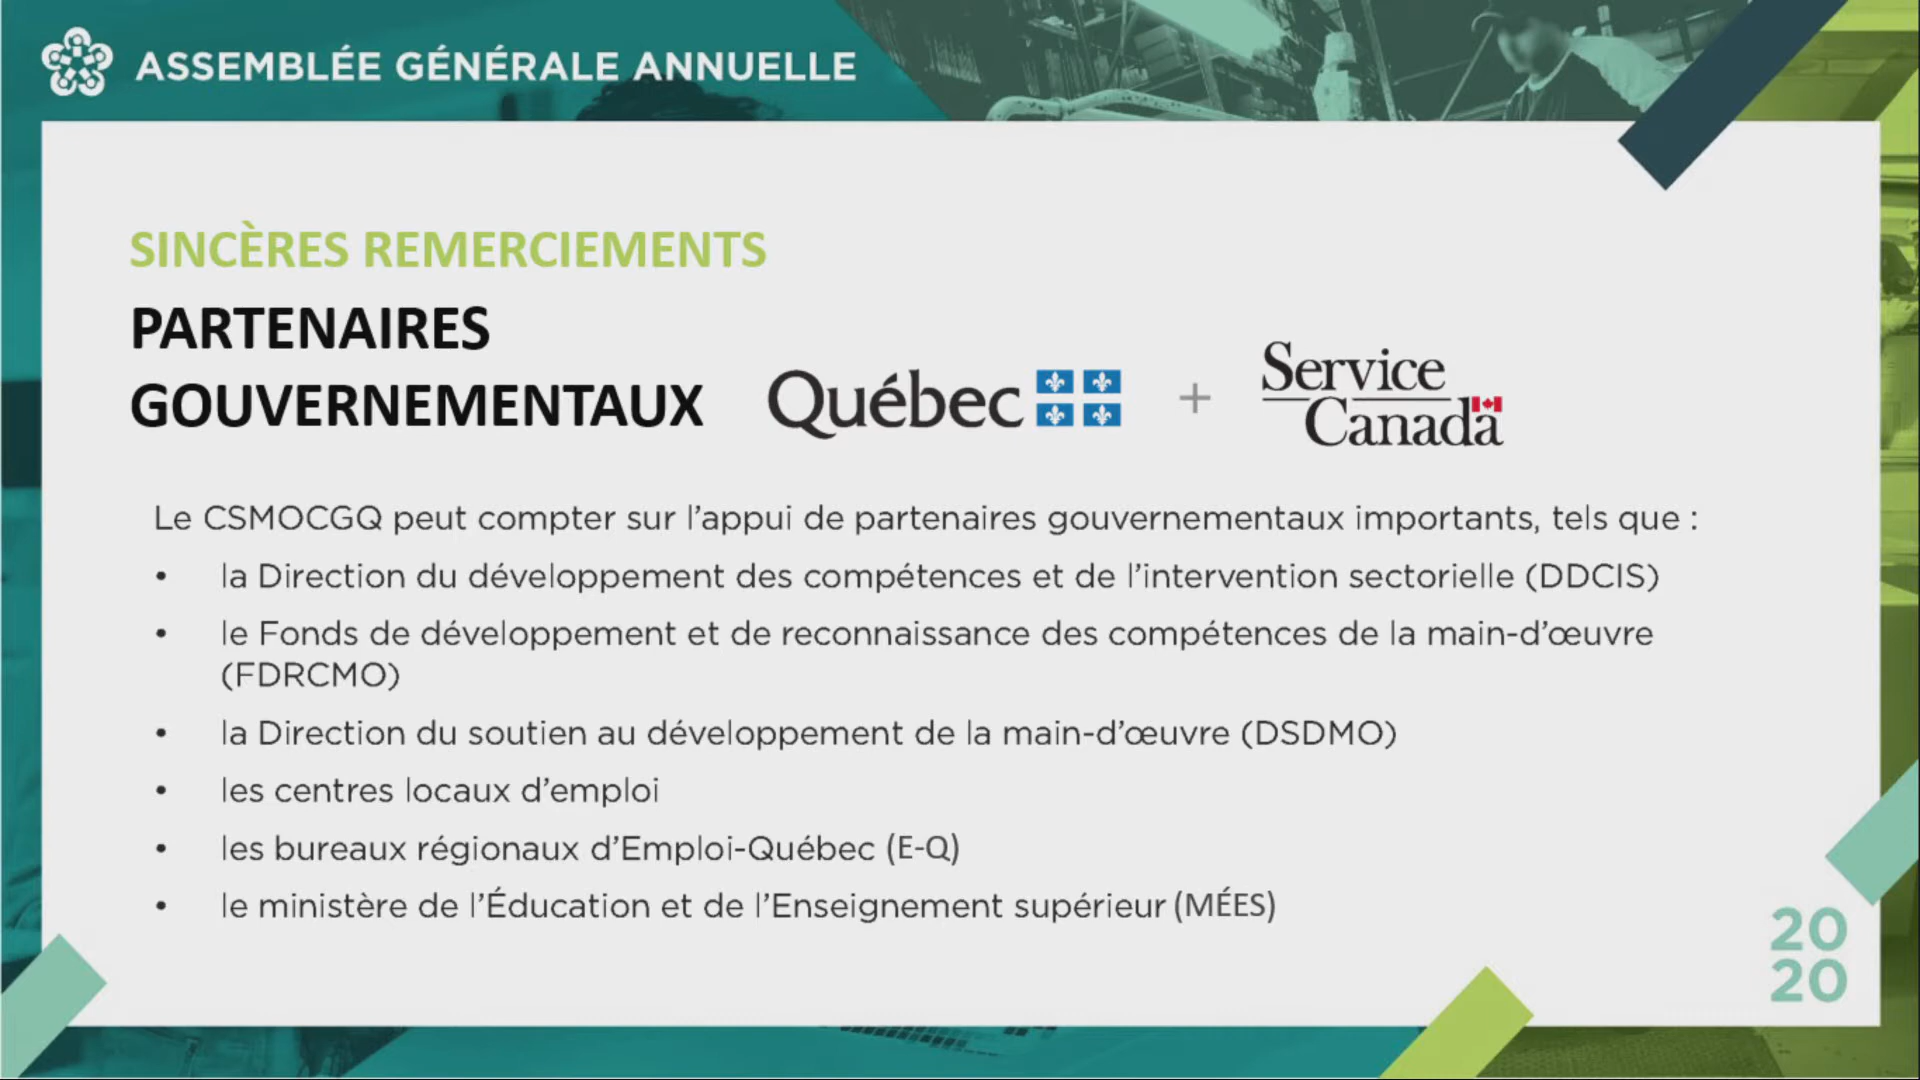 ASSEMBLÉE GÉNÉRALE ANNUELLE
SINCÈRES REMERCIEMENTS
PARTENAIRES
GOUVERNEMENTAUX
Québec + Service
Canada
Le CSMOCGQ peut compter sur l’appui de partenaires gouvernementaux importants, tels que :
• la Direction du développement des compétences et de l’intervention sectorielle (DDCIS)
• le Fonds de développement et de reconnaissance des compétences de la main-d’œuvre
(FDRCMO)
• la Direction du soutien au développement de la main-d’œuvre (DSDMO)
• les centres locaux d’emploi
• les bureaux régionaux d’Emploi-Québec (E-Q)
• le ministère de l’Éducation et de l’Enseignement supérieur (MÉES)
20
20